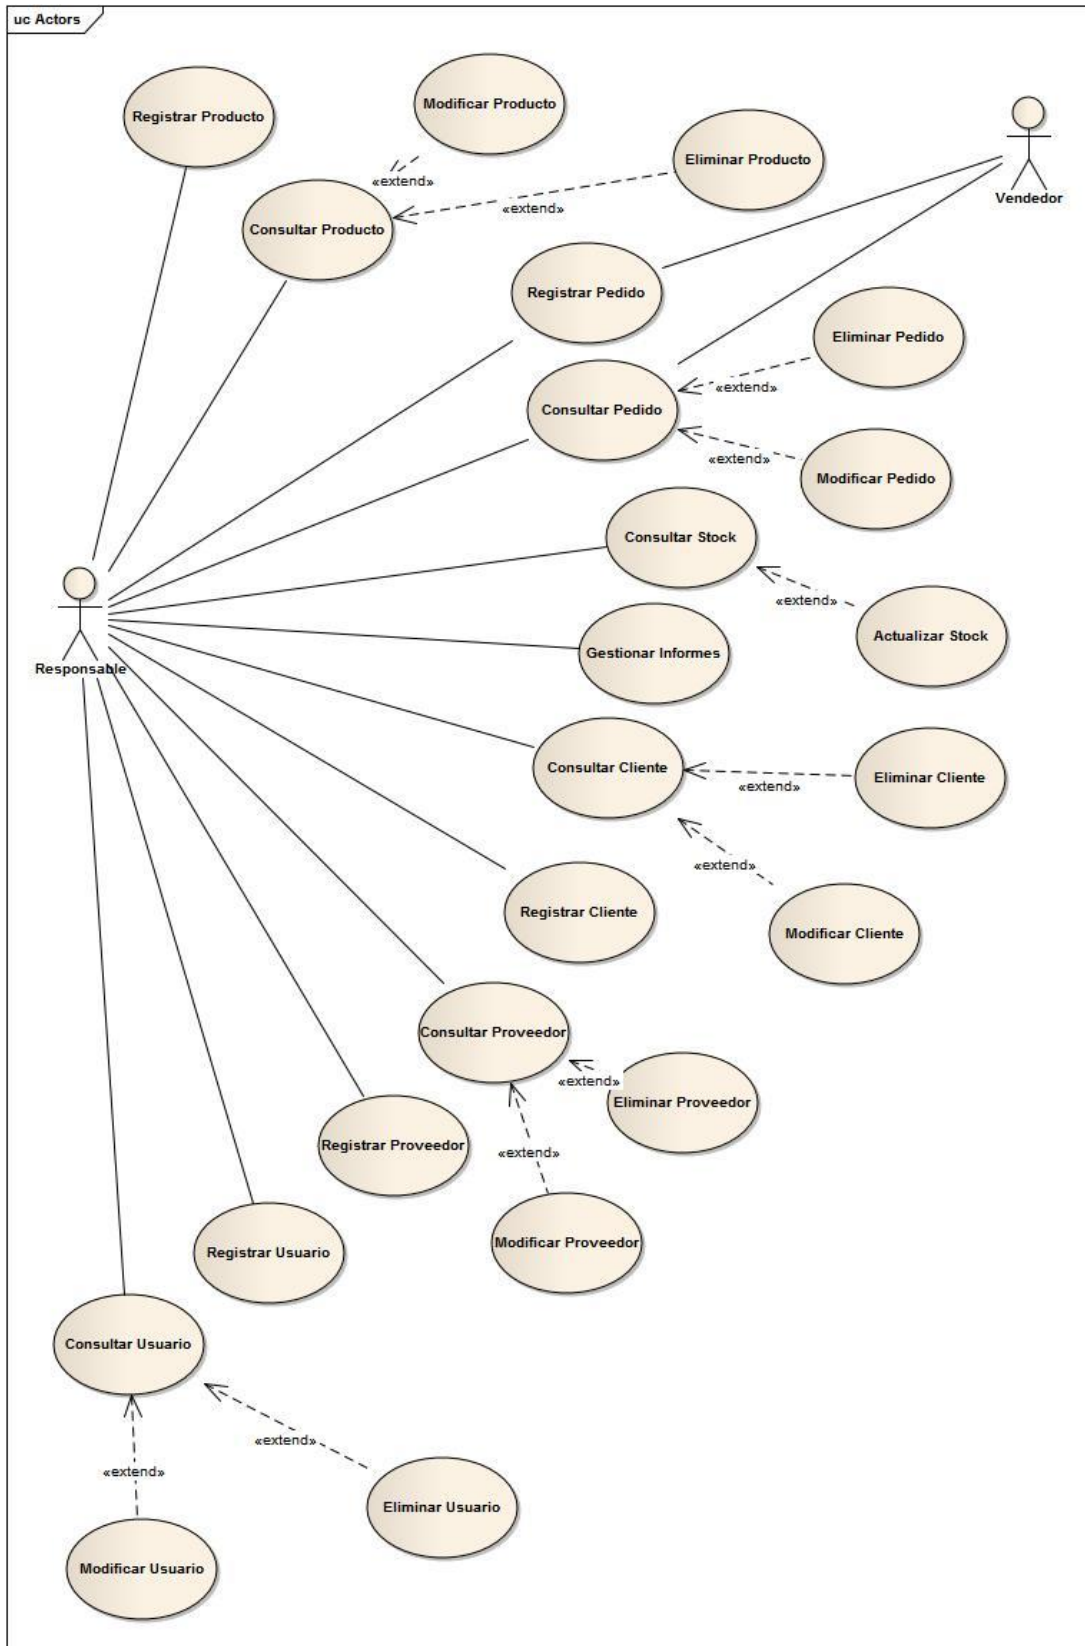 uc Actors
Modificar Producto
Registrar Producto
Eliminar Producto
«extend»
Vendedor
«extend»
Consultar Producto
Registrar Pedido
Eliminar Pedido
«extend»
Consultar Pedido
«extend»
Modificar Pedido
Consultar Stock
«extend»
Actualizar Stock
Gestionar Informes
Responsable
Consultar Cliente
Eliminar Cliente
«extend»
«extend»
Registrar Cliente
Modificar Cliente
Consultar Proveedor
«extend»
Eliminar Proveedor
Registrar Proveedor
«extend»
Modificar Proveedor
Registrar Usuario
Consultar Usuario
«extend»
«extend»
Eliminar Usuario
Modificar Usuario